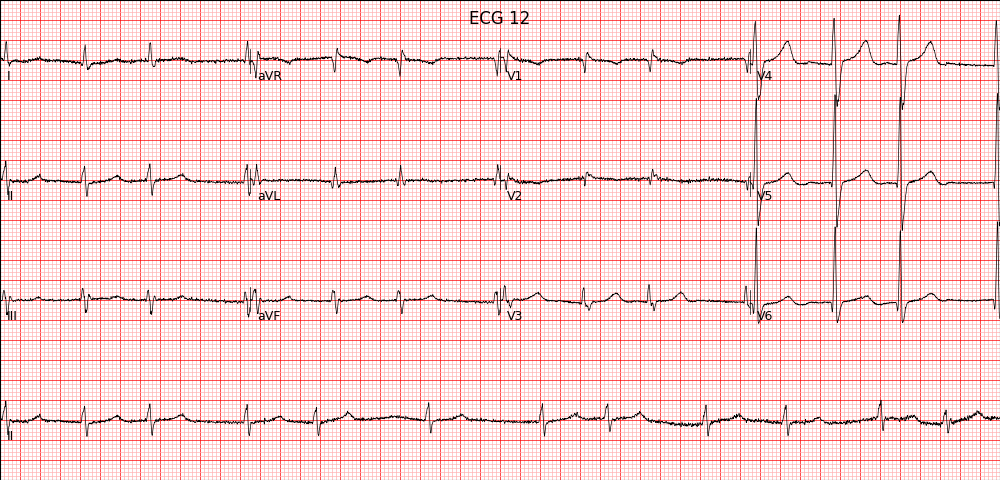 ECG 12
I aVR V1 V4
II aVL V2 V5
III aVF V3 V6
II